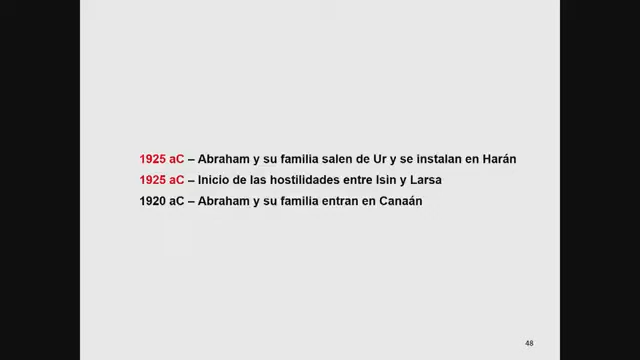 1925 aC – Abraham y su familia salen de Ur y se instalan en Harán
1925 aC – Inicio de las hostilidades entre Isin y Larsa
1920 aC – Abraham y su familia entran en Canaán
48